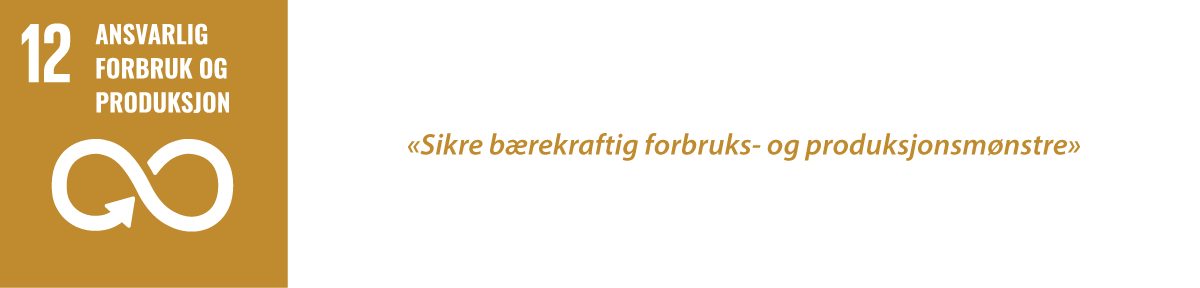 12
ANSVARLIG
FORBRUK OG
PRODUKSJON
«Sikre bærekraftig forbruks- og produksjonsmønstre»